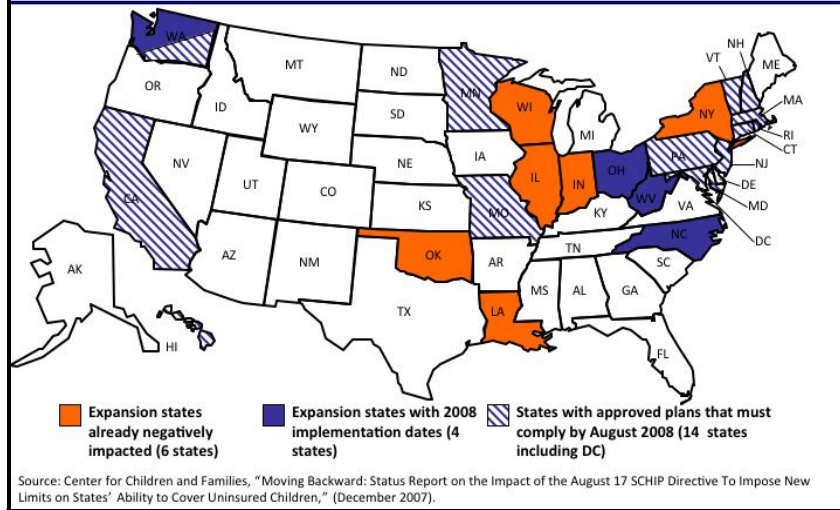 WA
MT
ND
MN
OR
ID
SD
WI
WY
MI
NY
VT
NH
ME
MA
RI
CT
NV
NE
IA
PA
NJ
UT
CO
IL
IN
OH
DE
CA
KS
MO
WV
VA
MD
KY
DC
AZ
NM
OK
AR
TN
NC
SC
AK
TX
MS
AL
GA
LA
HI
FL
Expansion states
already negatively
impacted (6 states)
Expansion states with 2008
implementation dates (4
states)
States with approved plans that must
comply by August 2008 (14 states
including DC)
Source: Center for Children and Families, “Moving Backward: Status Report on the Impact of the August 17 SCHIP Directive To Impose New
Limits on States’ Ability to Cover Uninsured Children,” (December 2007).